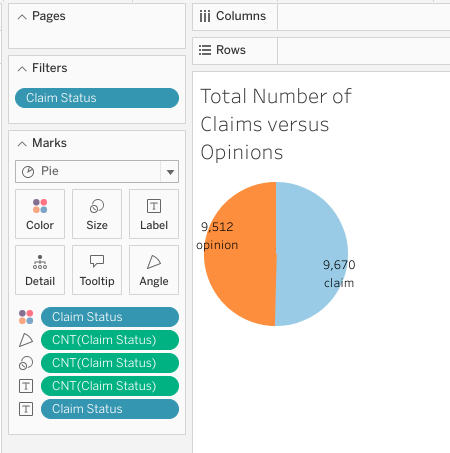 Pages
Columns
Rows
Filters
Claim Status
Marks
Pie
Color
Size
Label
Detail
Tooltip
Angle
Claim Status
CNT(Claim Status)
CNT(Claim Status)
CNT(Claim Status)
Claim Status
Total Number of
Claims versus
Opinions
9,512
opinion
9,670
claim